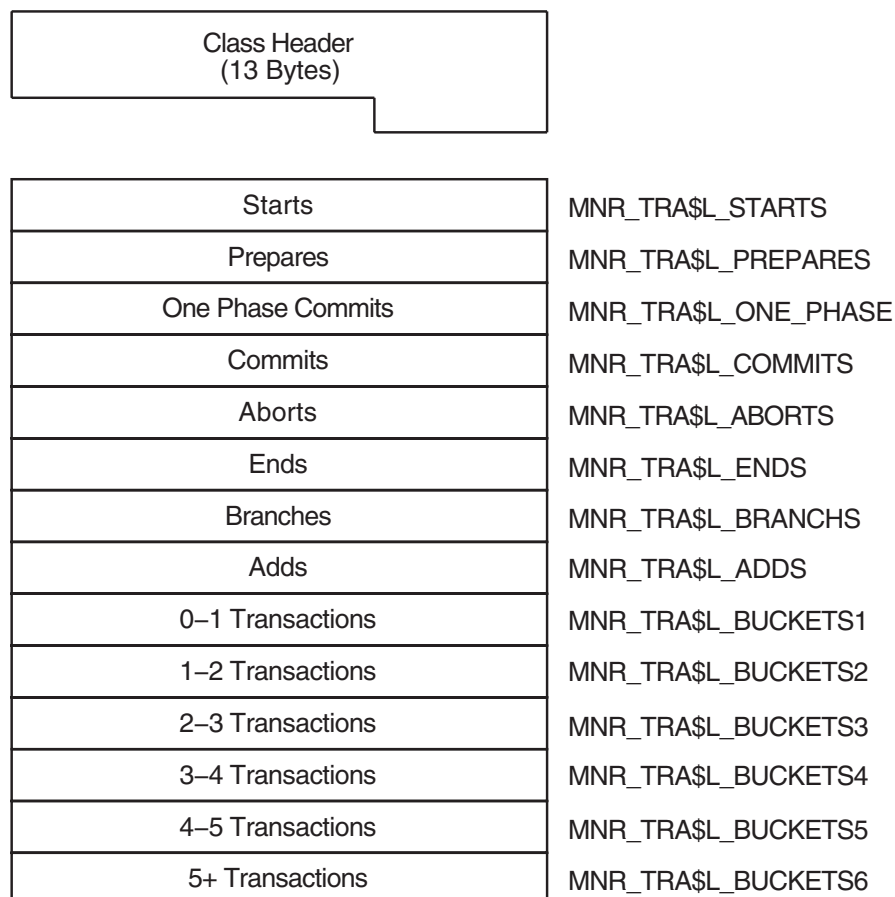 Class Header
(13 Bytes)
Starts MNR_TRA$L_STARTS
Prepares MNR_TRA$L_PREPARES
One Phase Commits MNR_TRA$L_ONE_PHASE
Commits MNR_TRA$L_COMMITS
Aborts MNR_TRA$L_ABORTS
Ends MNR_TRA$L_ENDS
Branches MNR_TRA$L_BRANCHS
Adds MNR_TRA$L_ADDS
0–1 Transactions MNR_TRA$L_BUCKETS1
1–2 Transactions MNR_TRA$L_BUCKETS2
2–3 Transactions MNR_TRA$L_BUCKETS3
3–4 Transactions MNR_TRA$L_BUCKETS4
4–5 Transactions MNR_TRA$L_BUCKETS5
5+ Transactions MNR_TRA$L_BUCKETS6